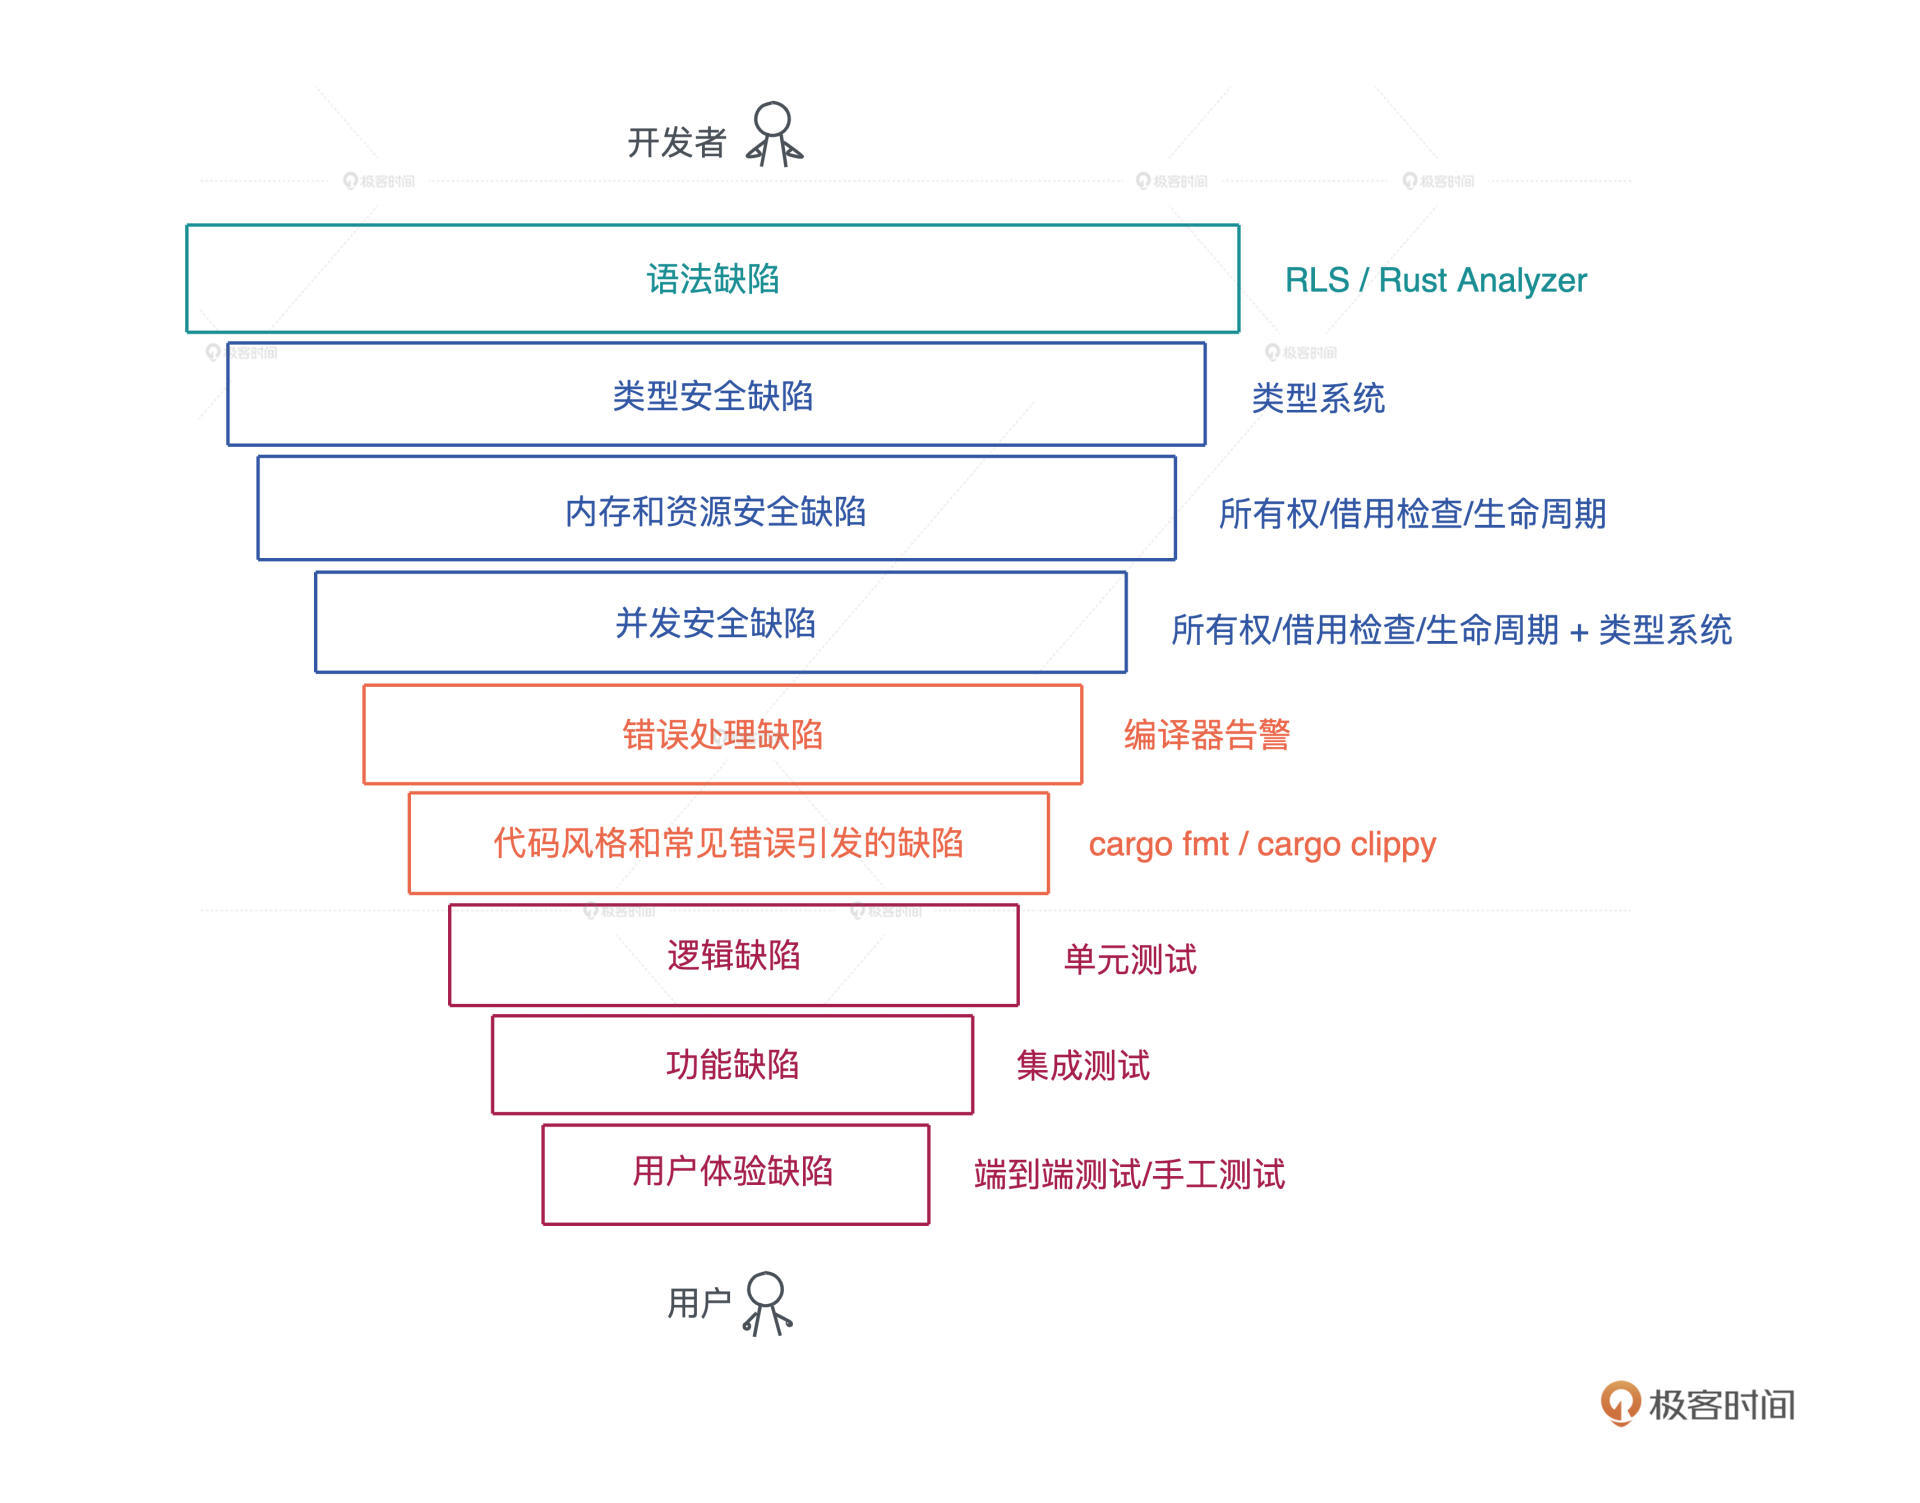 开发者
极客时间 极客时间 极客时间
语法缺陷 RLS / Rust Analyzer
极客时间 极客时间
类型安全缺陷 类型系统
内存和资源安全缺陷 所有权/借用检查/生命周期
并发安全缺陷 所有权/借用检查/生命周期 + 类型系统
错误处理缺陷 编译器告警
代码风格和常见错误引发的缺陷 cargo fmt / cargo clippy
极客时间 极客时间
逻辑缺陷 单元测试
功能缺陷 集成测试
用户体验缺陷 端到端测试/手工测试
用户
极客时间